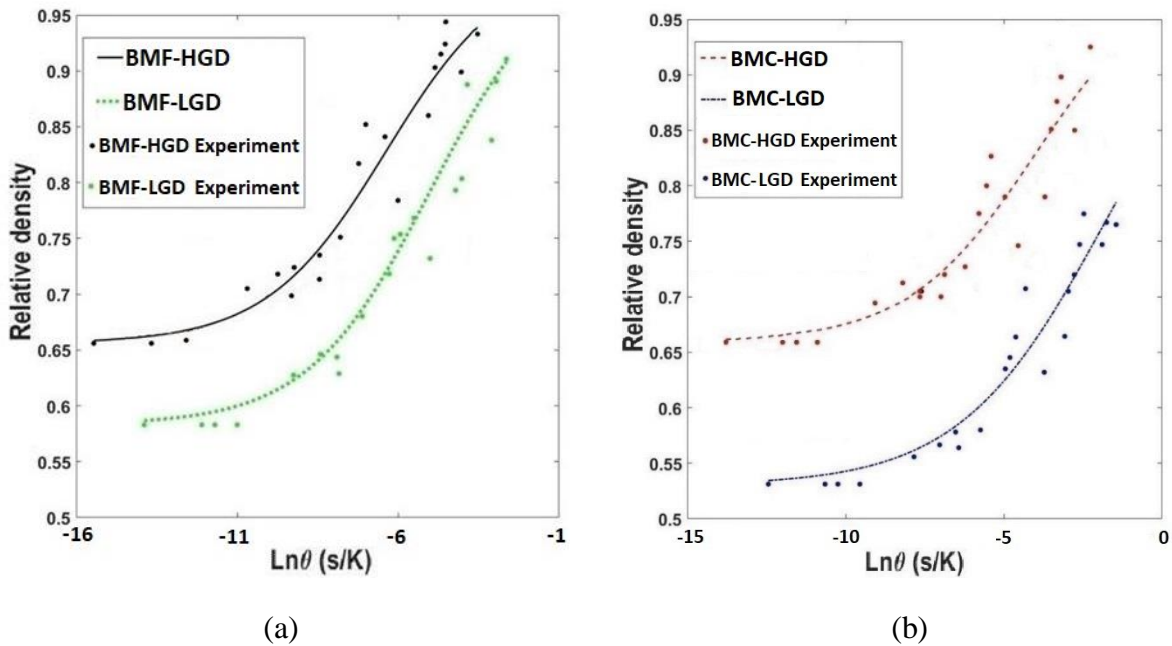 0.95
0.9
0.85
0.8
0.75
0.7
0.65
0.6
0.55
0.5
Relative density
BMF-HGD
BMF-LGD
BMF-HGD Experiment
BMF-LGD Experiment
-16 -11 -6 -1
Lnθ (s/K)
(a)
0.95
0.9
0.85
0.8
0.75
0.7
0.65
0.6
0.55
0.5
Relative density
BMC-HGD
BMC-LGD
BMC-HGD Experiment
BMC-LGD Experiment
-15 -10 -5 0
Lnθ (s/K)
(b)